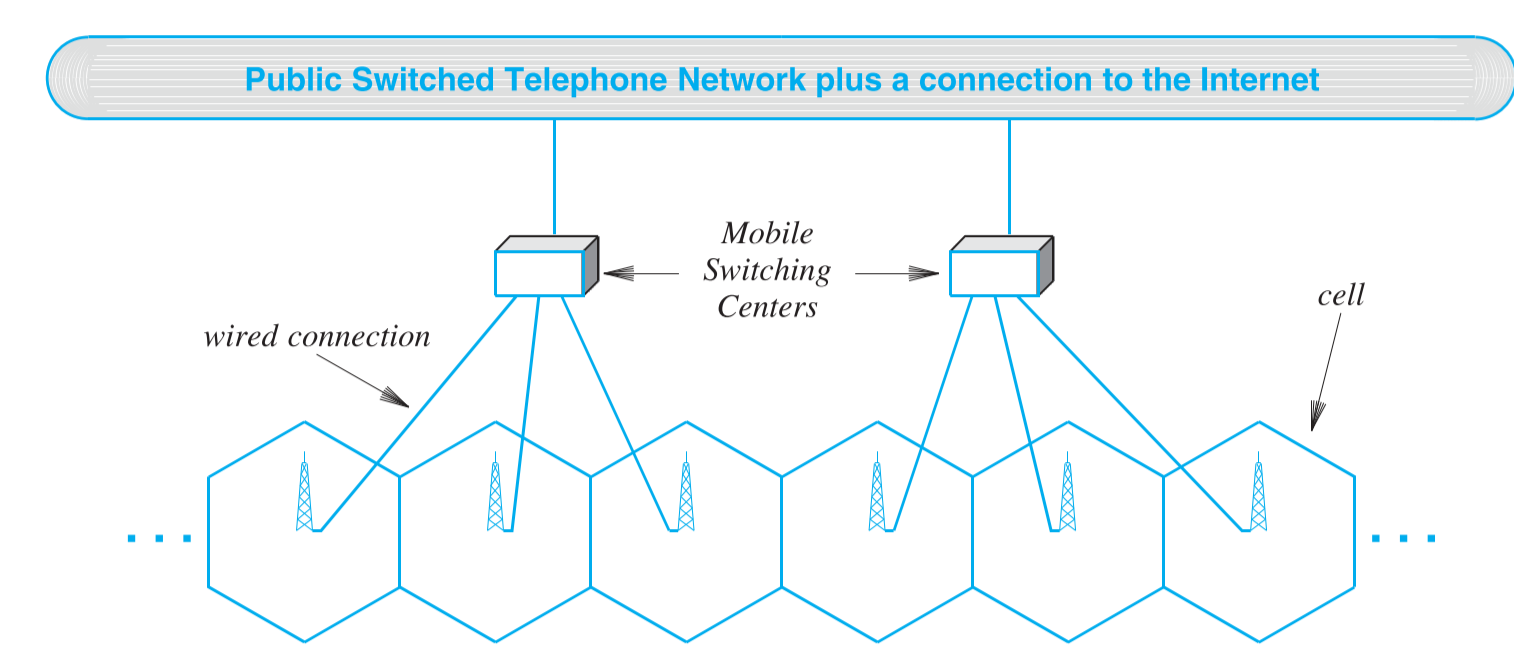 Public Switched Telephone Network plus a connection to the Internet
Mobile
Switching
Centers
cell
wired connection